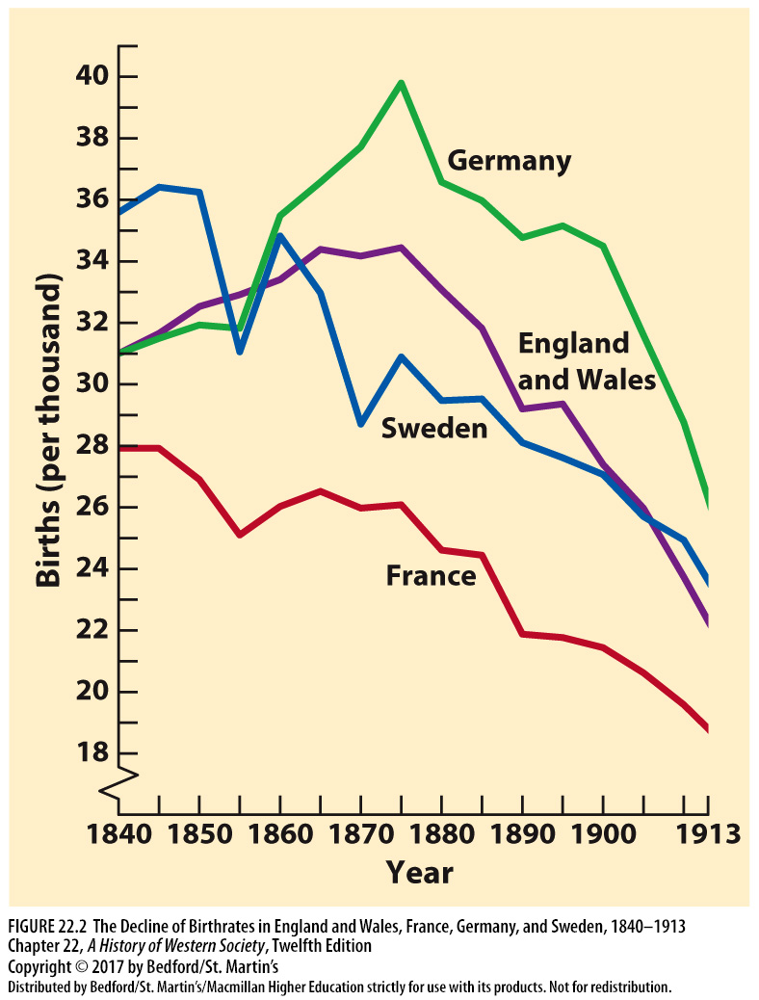 40
38
36
34
32
30
28
26
24
22
20
18
Births (per thousand)
Germany
England
and Wales
Sweden
France
1840 1850 1860 1870 1880 1890 1900 1913
Year
FIGURE 22.2 The Decline of Birthrates in England and Wales, France, Germany, and Sweden, 1840–1913
Chapter 22, A History of Western Society, Twelfth Edition
Copyright © 2017 by Bedford/St. Martin's
Distributed by Bedford/St. Martin's/Macmillan Higher Education strictly for use with its products. Not for redistribution.